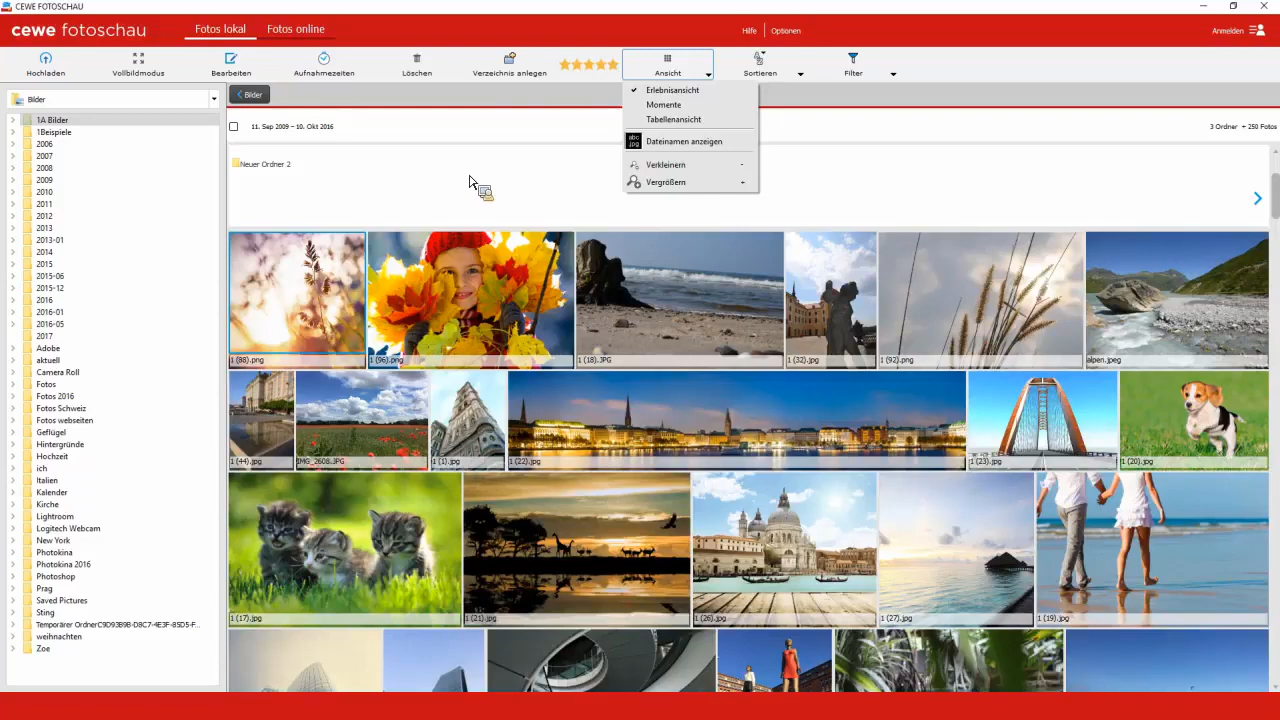 CEWE FOTOSCHAU
cewe fotoschau
Fotos lokal
Fotos online
Hilfe
Optionen
Anmelden
Hochladen
Vollbildmodus
Bearbeiten
Aufnahmezeiten
Löschen
Verzeichnis anlegen
Ansicht
Sortieren
Filter
Erlebnisansicht
Momente
Tabellenansicht
abc jpg
Dateinamen anzeigen
Verkleinern -
Vergrößern +
Bilder
1A Bilder
1Beispiele
2006
2007
2008
2009
2010
2011
2012
2013
2013-01
2014
2015
2015-06
2015-12
2016
2016-01
2016-05
2017
Adobe
aktuell
Camera Roll
Fotos
Fotos 2016
Fotos Schweiz
Fotos webseiten
Geflügel
Hintergründe
Hochzeit
ich
Italien
Kalender
Kirche
Lightroom
Logitech Webcam
New York
Photokina
Photokina 2016
Photoshop
Prag
Saved Pictures
Sting
Temporärer OrdnerC9D93B9B-D8C7-4E3F-85D5-F...
weihnachten
Zoe
Bilder
11. Sep 2009 – 10. Okt 2016
3 Ordner + 250 Fotos
Neuer Ordner 2
1 (88).png
1 (96).png
1 (18).JPG
1 (32).jpg
1 (92).png
alpen.jpeg
1 (44).jpg
IMG_2608.JPG
1 (1).jpg
1 (22).jpg
1 (23).jpg
1 (20).jpg
1 (17).jpg
1 (21).jpg
1 (26).jpg
1 (27).jpg
1 (19).jpg